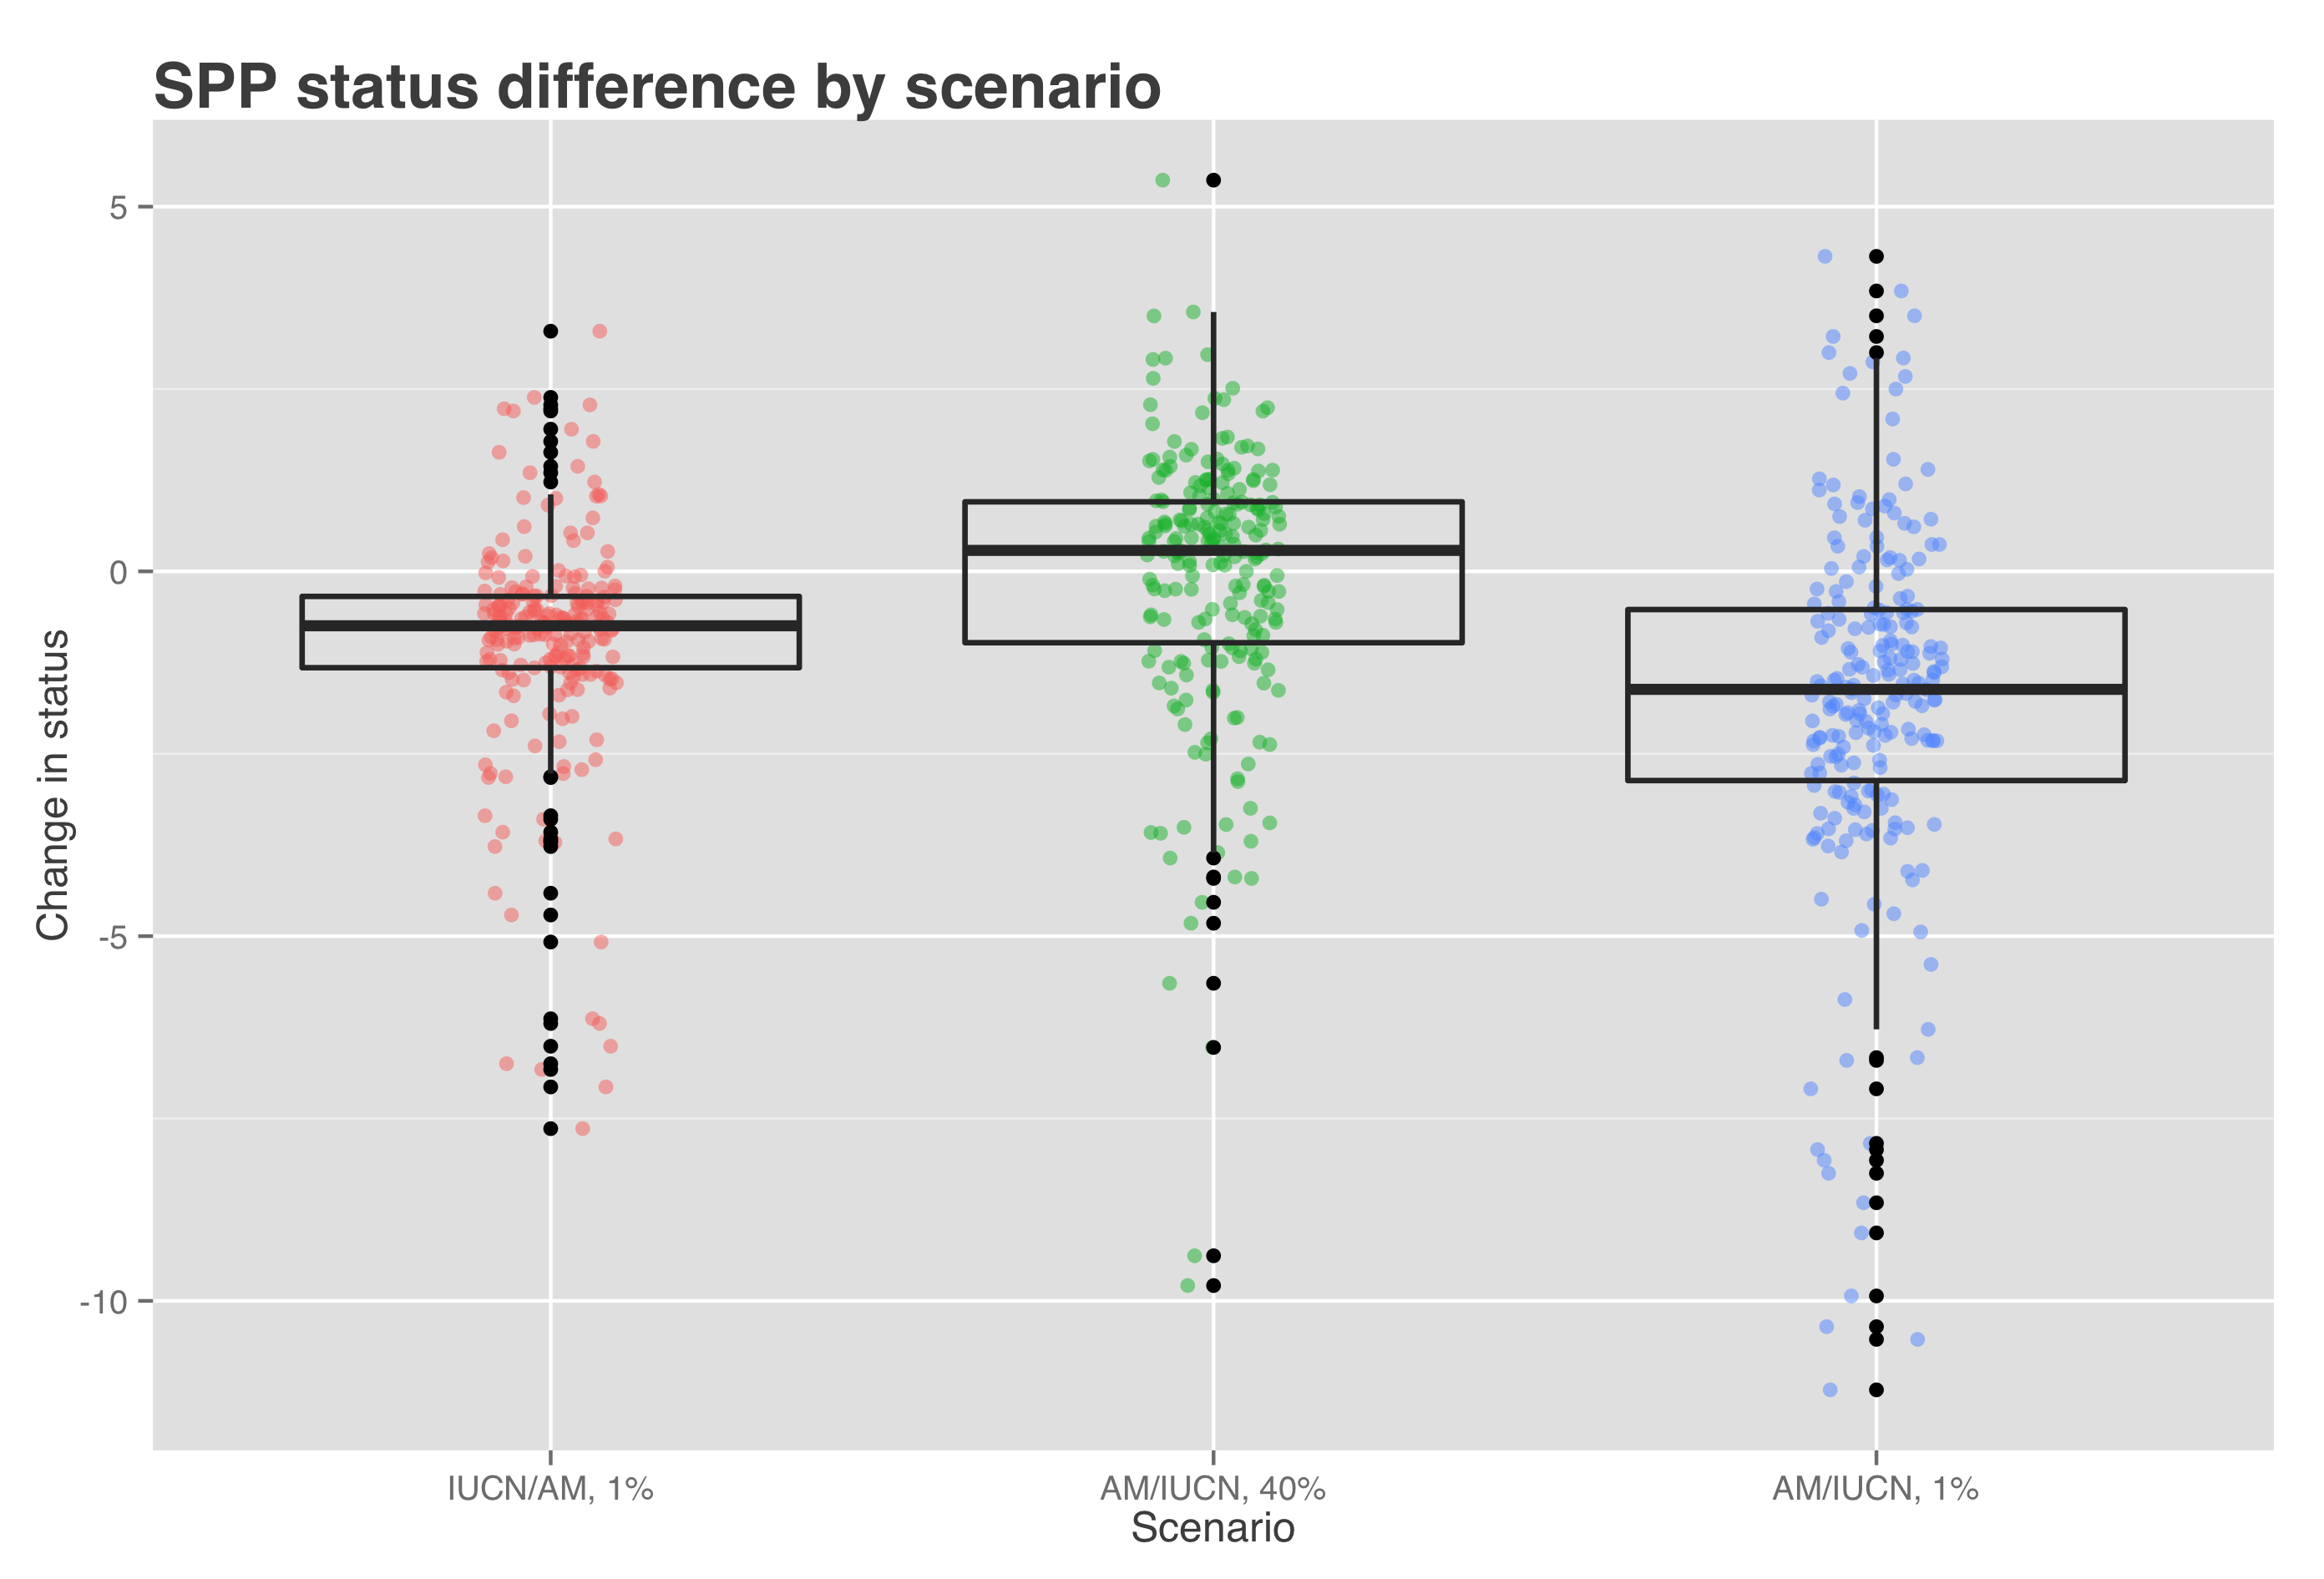 SPP status difference by scenario
Change in status
5
0
-5
-10
IUCN/AM, 1%
AM/IUCN, 40%
AM/IUCN, 1%
Scenario